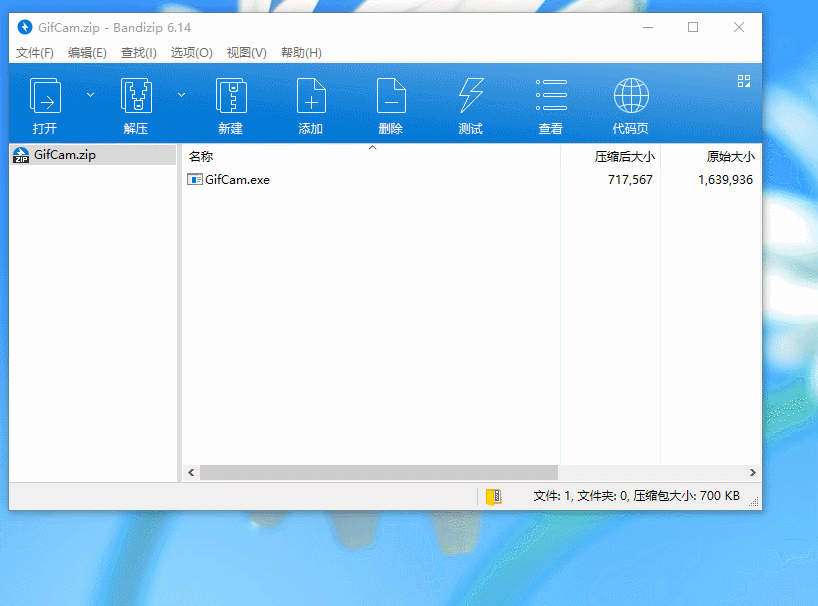 GifCam.zip - Bandizip 6.14
文件(F) 编辑(E) 查找(I) 选项(O) 视图(V) 帮助(H)
打开 解压 新建 添加 删除 测试 查看 代码页
GifCam.zip
名称 压缩后大小 原始大小
GifCam.exe 717,567 1,639,936
文件: 1, 文件夹: 0, 压缩包大小: 700 KB